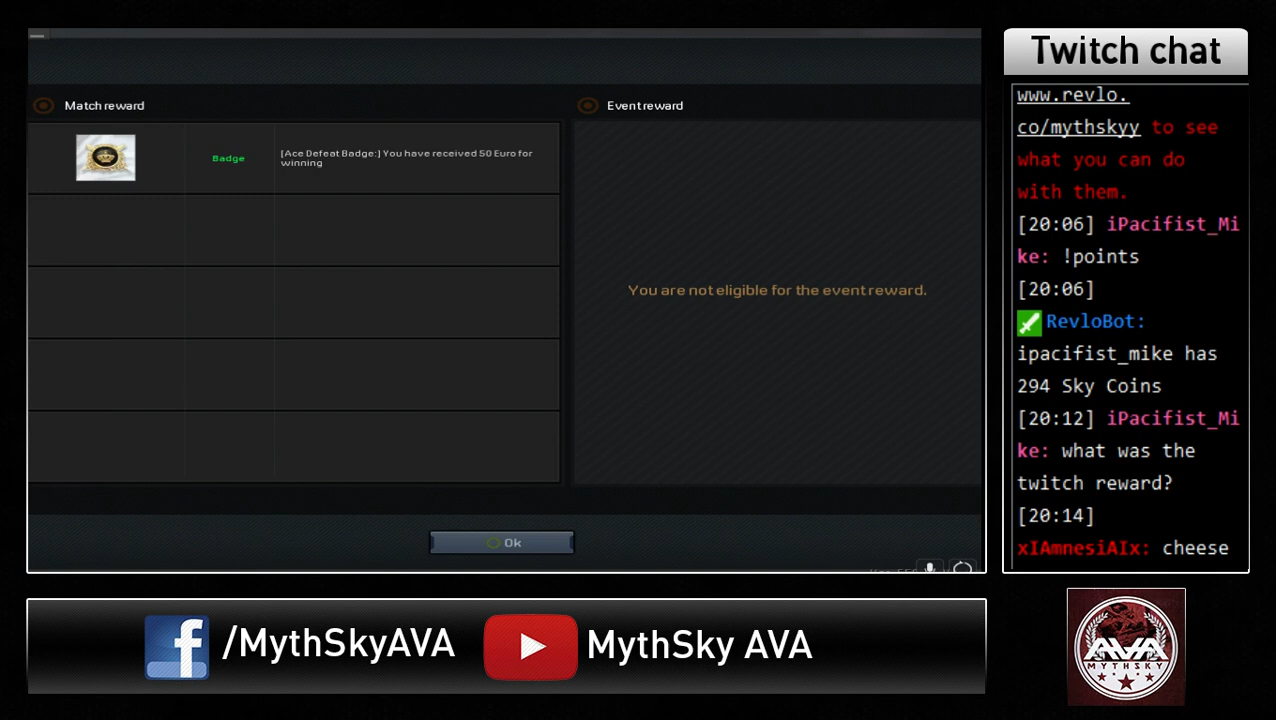 Match reward
Event reward
Badge
[Ace Defeat Badge:] You have received 50 Euro for
winning
You are not eligible for the event reward.
Ok
Twitch chat
www.revlo.
co/mythskyy to see
what you can do
with them.
[20:06] iPacifist_Mi
ke: !points
[20:06]
RevloBot:
ipacifist_mike has
294 Sky Coins
[20:12] iPacifist_Mi
ke: what was the
twitch reward?
[20:14]
xIAmnesiAIx: cheese
/MythSkyAVA
MythSky AVA
AVA
MYTHSKY